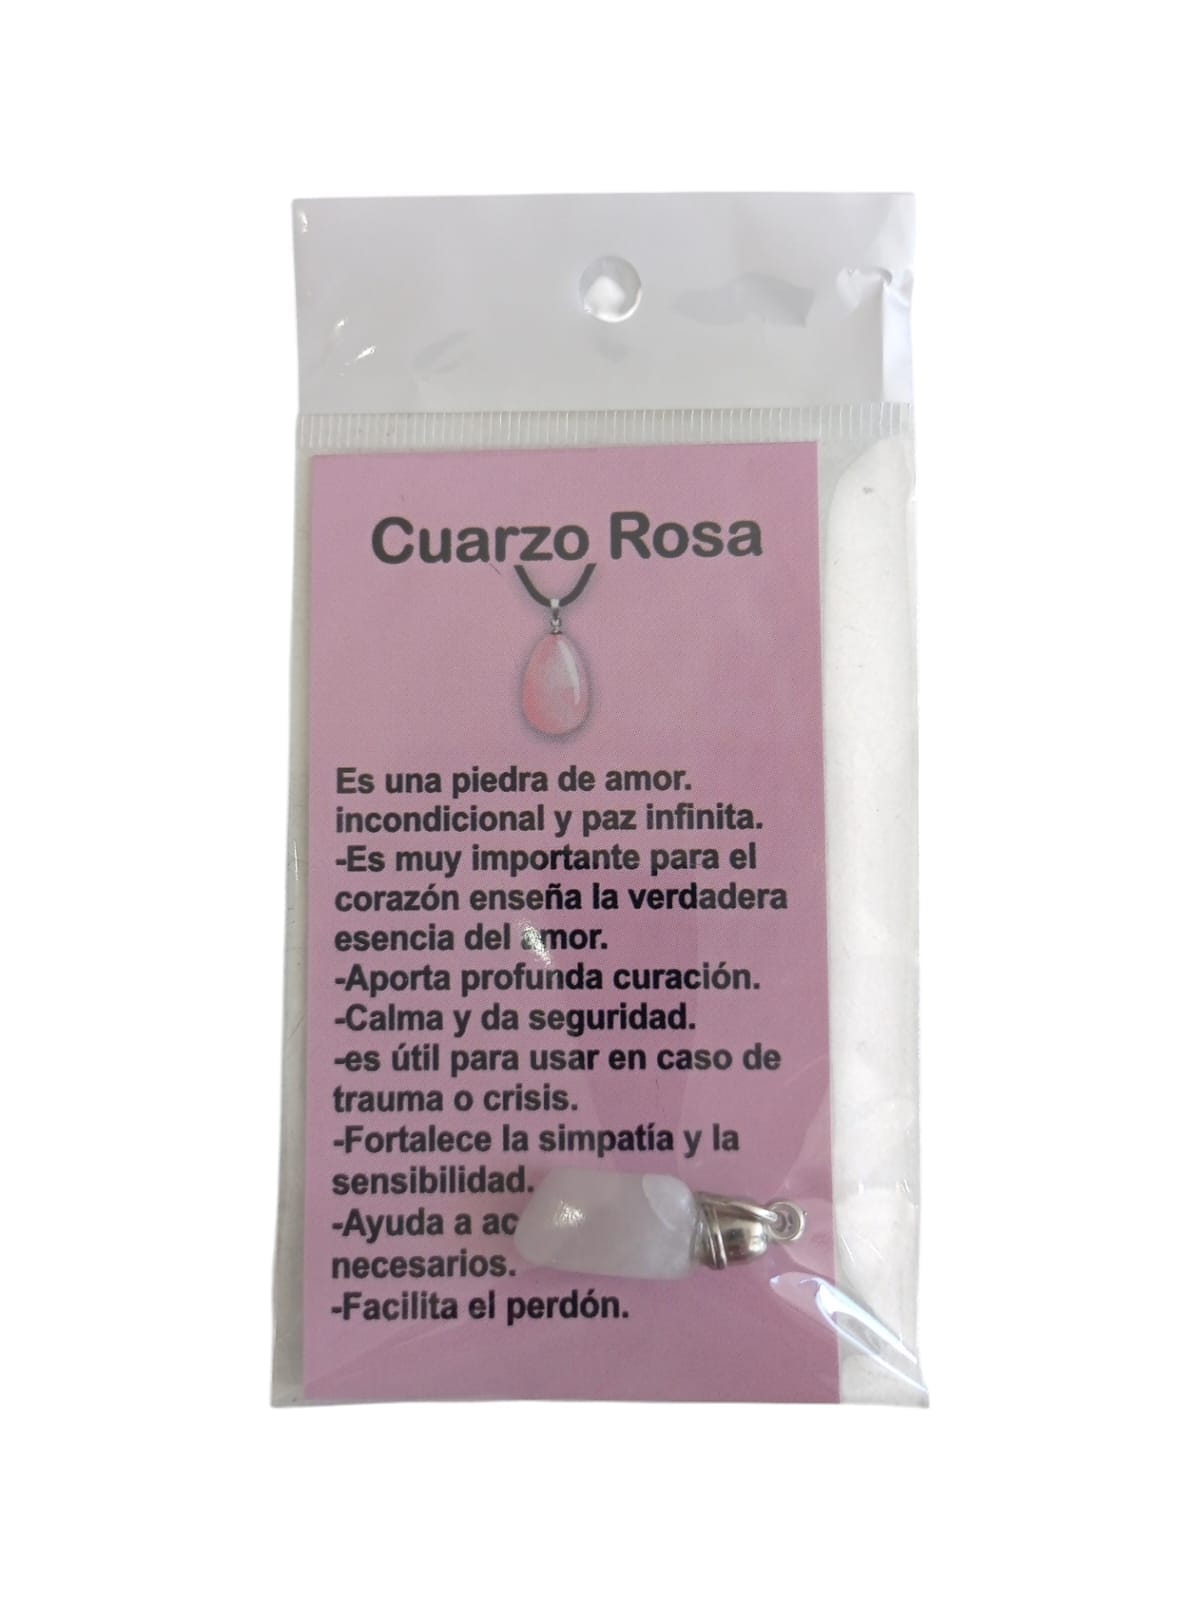 Cuarzo Rosa
Es una piedra de amor.
incondicional y paz infinita.
-Es muy importante para el
corazón enseña la verdadera
esencia del amor.
-Aporta profunda curación.
-Calma y da seguridad.
-es útil para usar en caso de
trauma o crisis.
-Fortalece la simpatía y la
sensibilidad.
-Ayuda a
necesarios.
-Facilita el perdón.